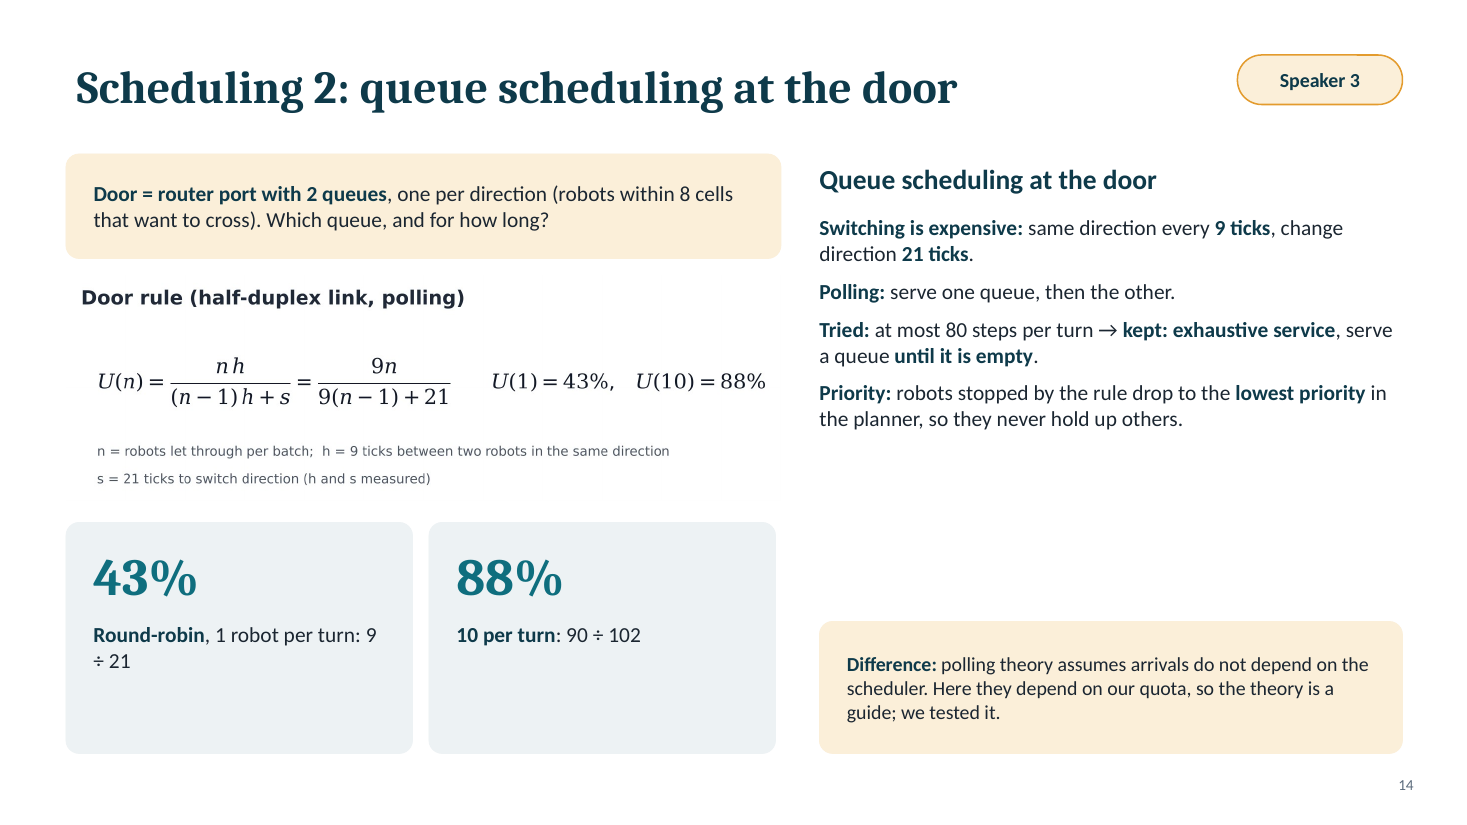 Scheduling 2: queue scheduling at the door
Speaker 3
Door = router port with 2 queues, one per direction (robots within 8 cells
that want to cross). Which queue, and for how long?
Door rule (half-duplex link, polling)
U(n) = n h / ((n − 1) h + s) = 9n / (9(n − 1) + 21)   U(1) = 43%,   U(10) = 88%
n = robots let through per batch;  h = 9 ticks between two robots in the same direction
s = 21 ticks to switch direction (h and s measured)
43%
Round-robin, 1 robot per turn: 9
÷ 21
88%
10 per turn: 90 ÷ 102
Queue scheduling at the door
Switching is expensive: same direction every 9 ticks, change
direction 21 ticks.
Polling: serve one queue, then the other.
Tried: at most 80 steps per turn → kept: exhaustive service, serve
a queue until it is empty.
Priority: robots stopped by the rule drop to the lowest priority in
the planner, so they never hold up others.
Difference: polling theory assumes arrivals do not depend on the
scheduler. Here they depend on our quota, so the theory is a
guide; we tested it.
14